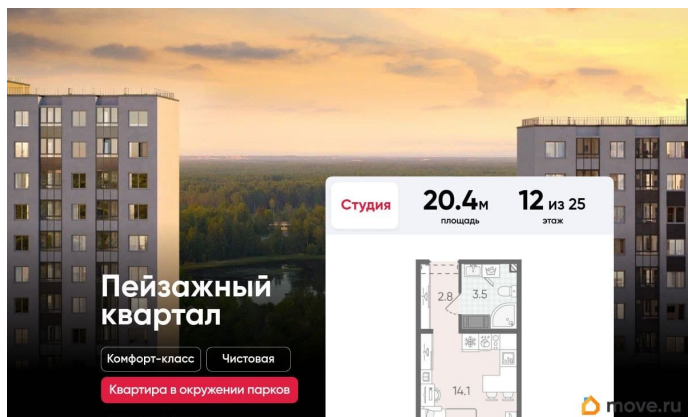 Студия
20.4м
площадь
12 из 25
этаж
Пейзажный
квартал
2.8
3.5
14.1
Комфорт-класс
Чистовая
Квартира в окружении парков
move.ru